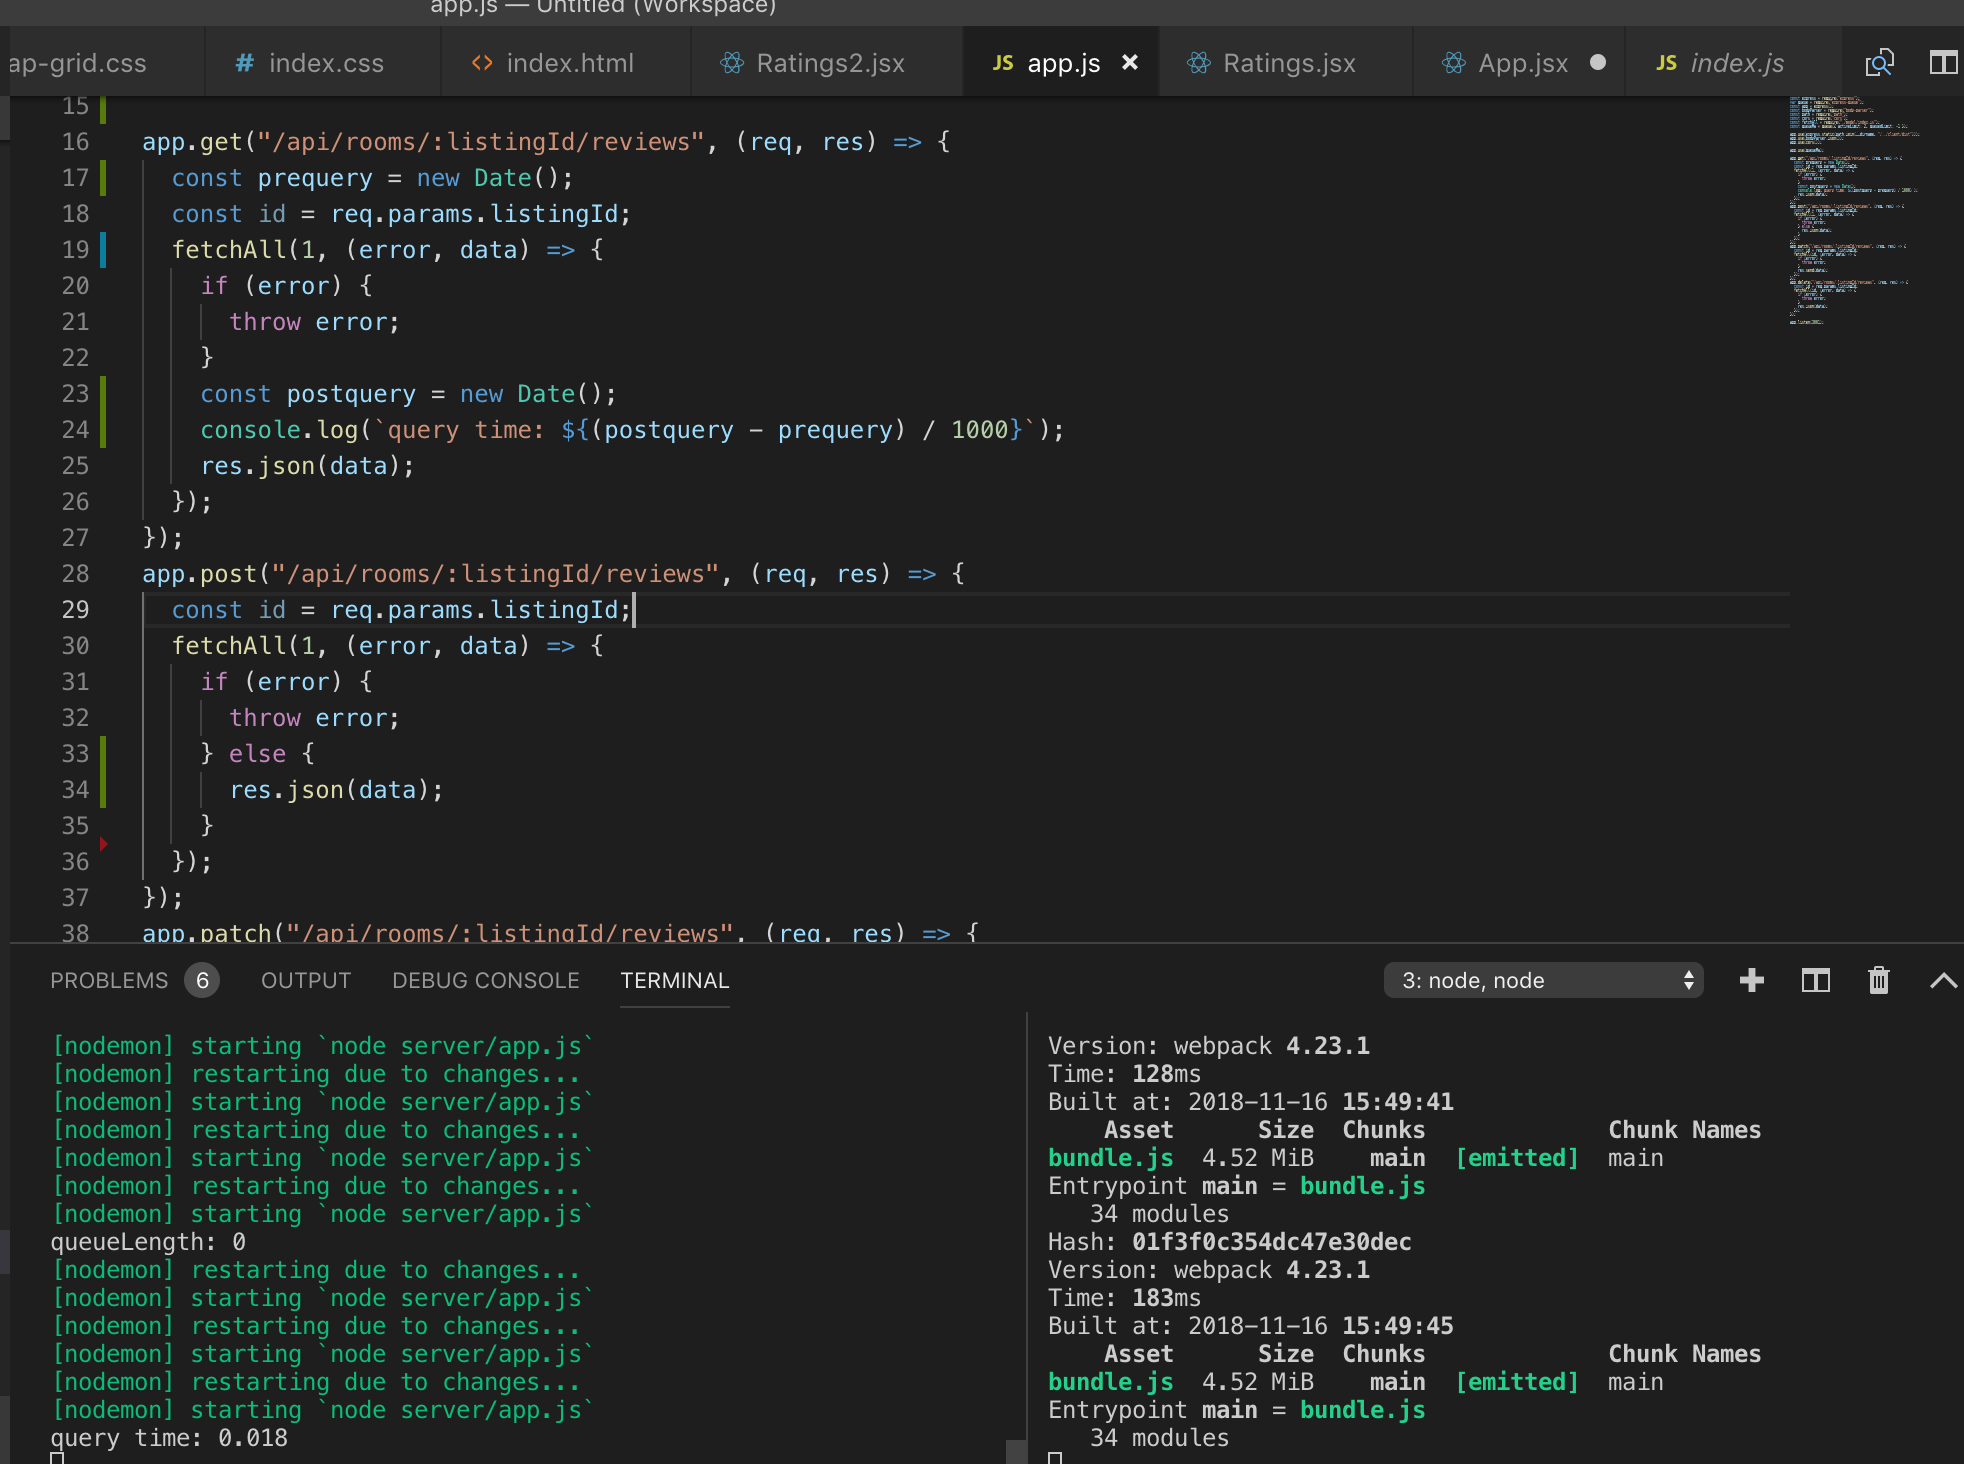 app.js — Untitled (Workspace)
ap-grid.css # index.css <> index.html Ratings2.jsx JS app.js × Ratings.jsx App.jsx ● JS index.js
15
16 app.get("/api/rooms/:listingId/reviews", (req, res) => {
17 const prequery = new Date();
18 const id = req.params.listingId;
19 fetchAll(1, (error, data) => {
20 if (error) {
21 throw error;
22 }
23 const postquery = new Date();
24 console.log(`query time: ${(postquery - prequery) / 1000}`);
25 res.json(data);
26 });
27 });
28 app.post("/api/rooms/:listingId/reviews", (req, res) => {
29 const id = req.params.listingId;
30 fetchAll(1, (error, data) => {
31 if (error) {
32 throw error;
33 } else {
34 res.json(data);
35 }
36 });
37 });
38 app.patch("/api/rooms/:listingId/reviews", (req, res) => {
PROBLEMS 6 OUTPUT DEBUG CONSOLE TERMINAL 3: node, node
[nodemon] starting `node server/app.js`
[nodemon] restarting due to changes...
[nodemon] starting `node server/app.js`
[nodemon] restarting due to changes...
[nodemon] starting `node server/app.js`
[nodemon] restarting due to changes...
[nodemon] starting `node server/app.js`
queueLength: 0
[nodemon] restarting due to changes...
[nodemon] starting `node server/app.js`
[nodemon] restarting due to changes...
[nodemon] starting `node server/app.js`
[nodemon] restarting due to changes...
[nodemon] starting `node server/app.js`
query time: 0.018
Version: webpack 4.23.1
Time: 128ms
Built at: 2018-11-16 15:49:41
Asset Size Chunks Chunk Names
bundle.js 4.52 MiB main [emitted] main
Entrypoint main = bundle.js
34 modules
Hash: 01f3f0c354dc47e30dec
Version: webpack 4.23.1
Time: 183ms
Built at: 2018-11-16 15:49:45
Asset Size Chunks Chunk Names
bundle.js 4.52 MiB main [emitted] main
Entrypoint main = bundle.js
34 modules